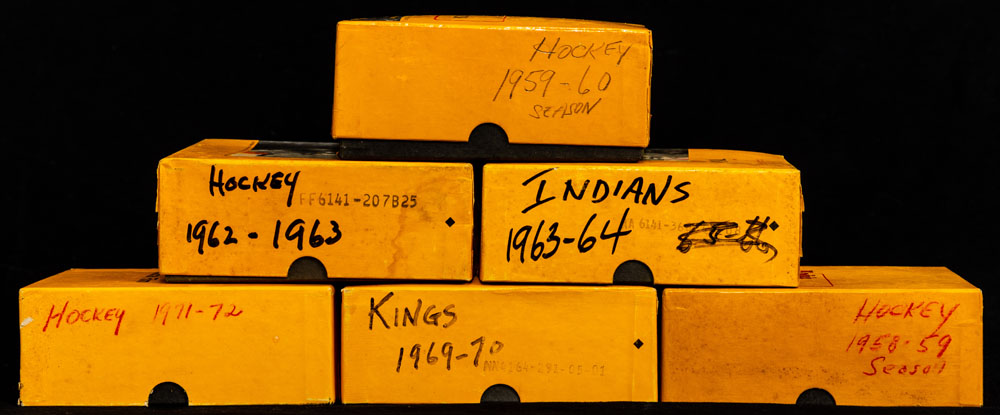 HOCKEY
1959-60
SEASON
HOCKEY
FF6141-207B25
1962-1963
INDIANS
1963-64
HOCKEY 1971-72
KINGS
1969-70
HOCKEY
1958-59
Season